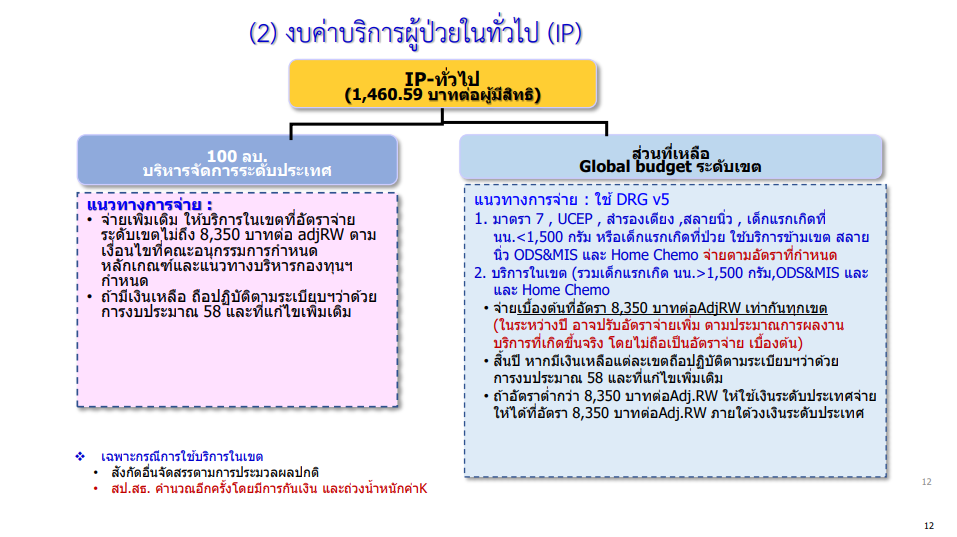 (2) งบค่าบริการผู้ป่วยในทั่วไป (IP)
IP-ทั่วไป
(1,460.59 บาทต่อผู้มีสิทธิ)
100 ลบ.
บริหารจัดการระดับประเทศ
แนวทางการจ่าย :
• จ่ายเพิ่มเติม ให้บริการในเขตที่อัตราจ่าย
ระดับเขตไม่ถึง 8,350 บาทต่อ adjRW ตาม
เงื่อนไขที่คณะอนุกรรมการกำหนด
หลักเกณฑ์และแนวทางบริหารกองทุนฯ
กำหนด
• ถ้ามีเงินเหลือ ถือปฏิบัติตามระเบียบฯว่าด้วย
การงบประมาณ 58 และที่แก้ไขเพิ่มเติม
ส่วนที่เหลือ
Global budget ระดับเขต
แนวทางการจ่าย : ใช้ DRG v5
1. มาตรา 7 , UCEP , สำรองเตียง ,สลายนิ่ว , เด็กแรกเกิดที่
นน.<1,500 กรัม หรือเด็กแรกเกิดที่ป่วย ใช้บริการข้ามเขต สลาย
นิ่ว ODS&MIS และ Home Chemo จ่ายตามอัตราที่กำหนด
2. บริการในเขต (รวมเด็กแรกเกิด นน.>1,500 กรัม,ODS&MIS และ
และ Home Chemo
• จ่ายเบื้องต้นที่อัตรา 8,350 บาทต่อAdjRW เท่ากันทุกเขต
(ในระหว่างปี อาจปรับอัตราจ่ายเพิ่ม ตามประมาณการผลงาน
บริการที่เกิดขึ้นจริง โดยไม่ถือเป็นอัตราจ่าย เบื้องต้น)
• สิ้นปี หากมีเงินเหลือแต่ละเขตถือปฏิบัติตามระเบียบฯว่าด้วย
การงบประมาณ 58 และที่แก้ไขเพิ่มเติม
• ถ้าอัตราต่ำกว่า 8,350 บาทต่อAdj.RW ให้ใช้เงินระดับประเทศจ่าย
ให้ได้ที่อัตรา 8,350 บาทต่อAdj.RW ภายใต้วงเงินระดับประเทศ
❖ เฉพาะกรณีการใช้บริการในเขต
• สังกัดอื่นจัดสรรตามการประมวลผลปกติ
• สป.สธ. คำนวณอีกครั้งโดยมีการกันเงิน และถ่วงน้ำหนักค่าK
12
12